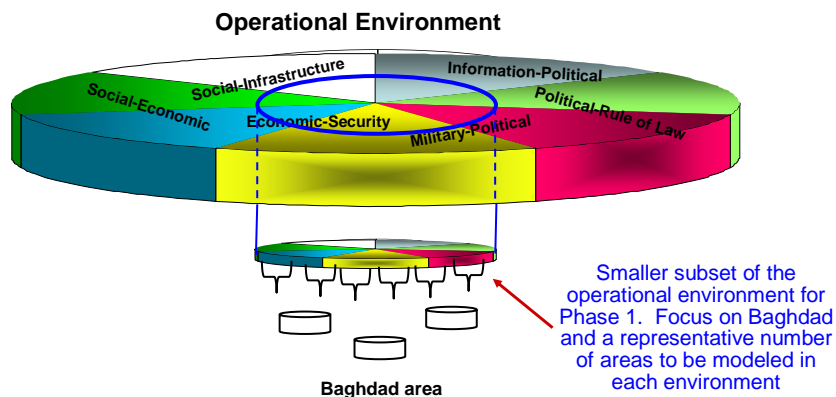 Operational Environment
Social-Infrastructure
Information-Political
Social-Economic
Political-Rule of Law
Economic-Security
Military-Political
Smaller subset of the
operational environment for
Phase 1.  Focus on Baghdad
and a representative number
of areas to be modeled in
each environment
Baghdad area